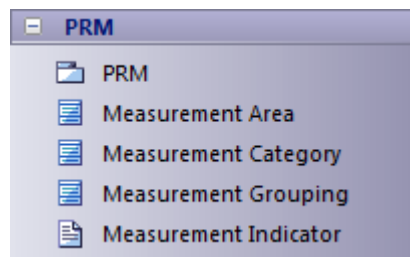 PRM
PRM
Measurement Area
Measurement Category
Measurement Grouping
Measurement Indicator